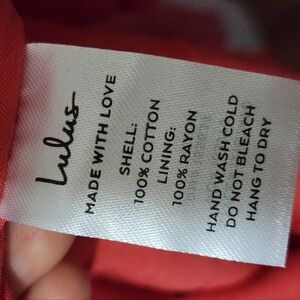 Lulus
MADE WITH LOVE
SHELL:
100% COTTON
LINING:
100% RAYON
HAND WASH COLD
DO NOT BLEACH
HANG TO DRY